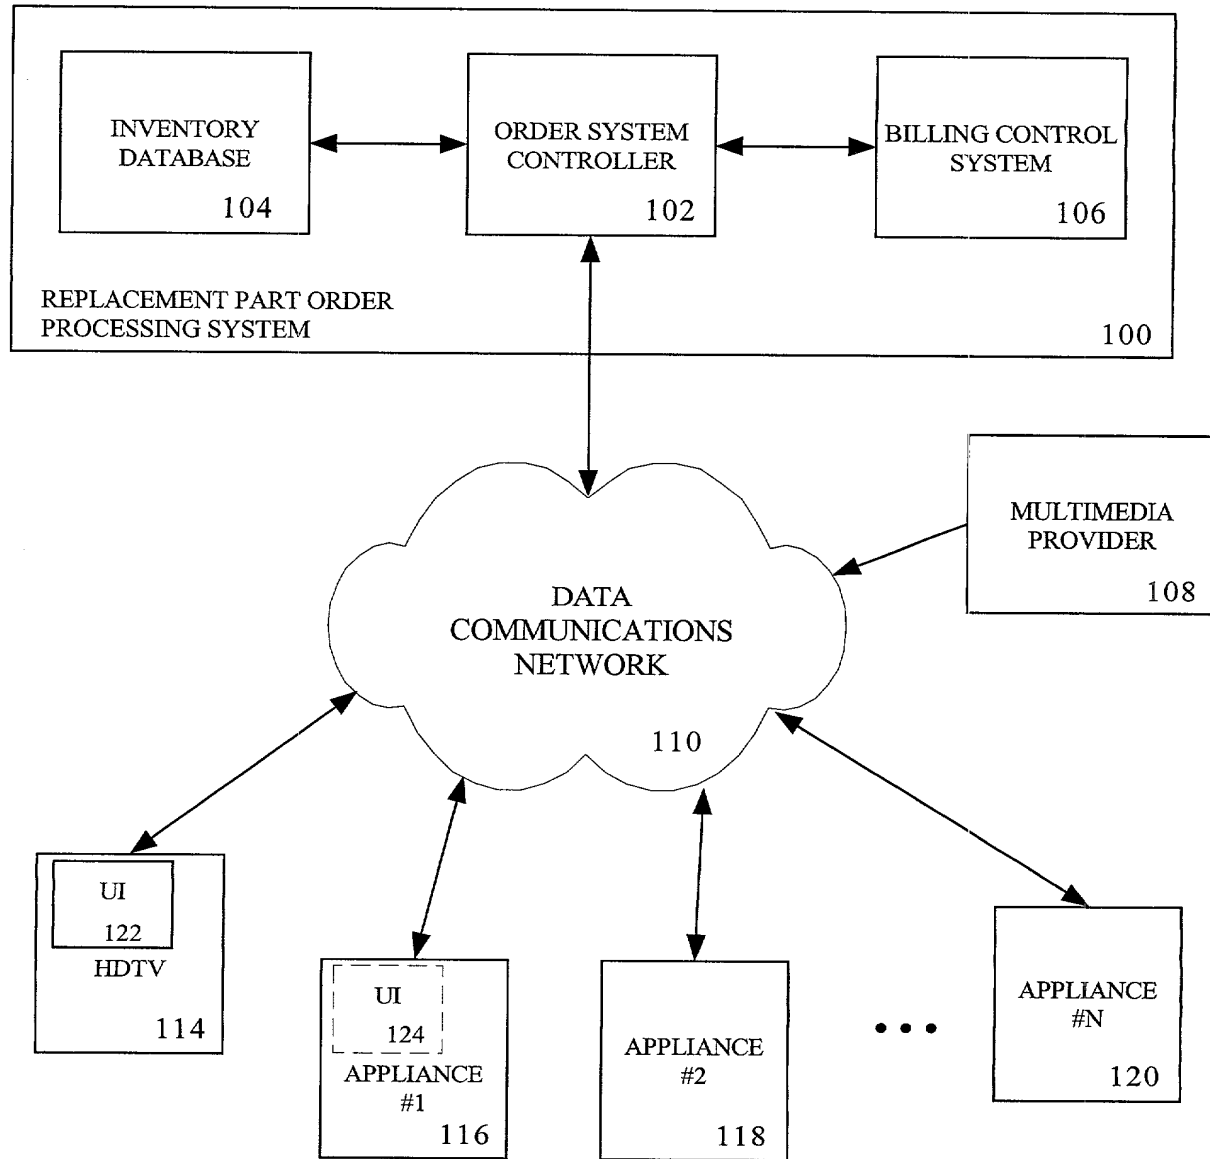 INVENTORY
DATABASE
104
ORDER SYSTEM
CONTROLLER
102
BILLING CONTROL
SYSTEM
106
REPLACEMENT PART ORDER
PROCESSING SYSTEM
100
MULTIMEDIA
PROVIDER
108
DATA
COMMUNICATIONS
NETWORK
110
UI
122
HDTV
114
UI
124
APPLIANCE
#1
116
APPLIANCE
#2
118
APPLIANCE
#N
120